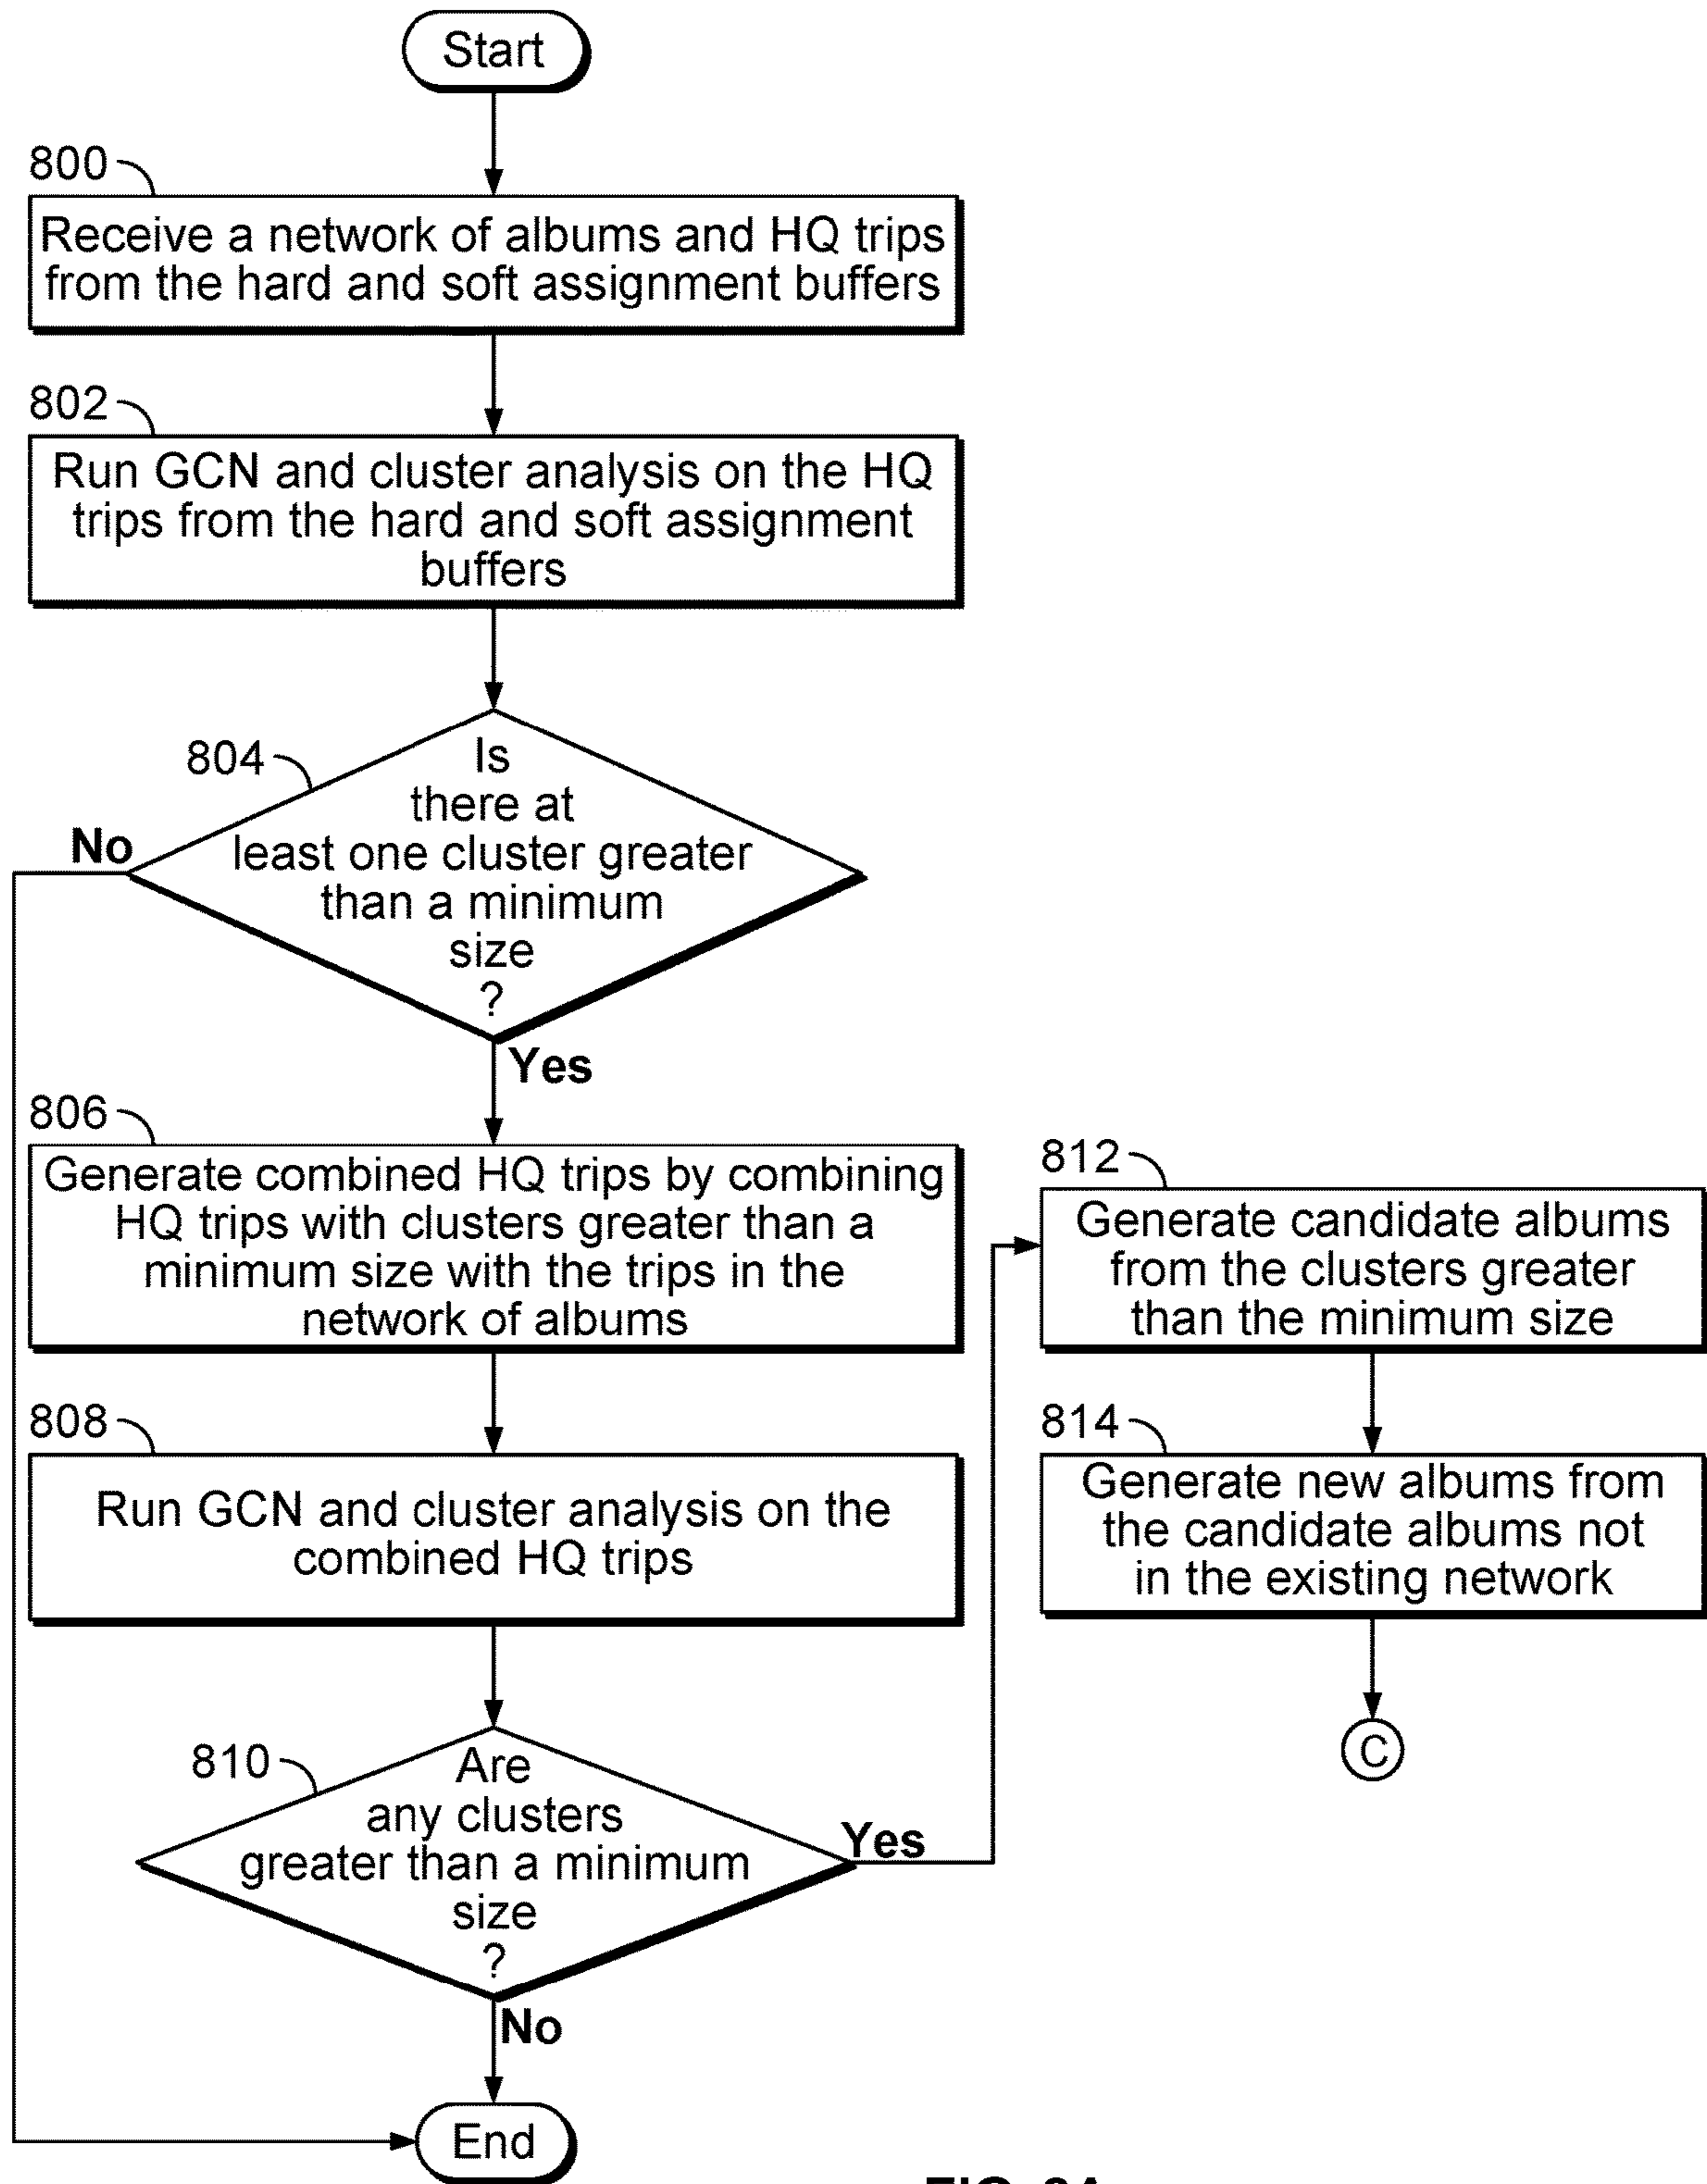 Start
800
Receive a network of albums and HQ trips
from the hard and soft assignment buffers
802
Run GCN and cluster analysis on the HQ
trips from the hard and soft assignment
buffers
804
Is
there at
least one cluster greater
than a minimum
size
?
No
Yes
806
Generate combined HQ trips by combining
HQ trips with clusters greater than a
minimum size with the trips in the
network of albums
808
Run GCN and cluster analysis on the
combined HQ trips
810
Are
any clusters
greater than a minimum
size
?
Yes
No
End
812
Generate candidate albums
from the clusters greater
than the minimum size
814
Generate new albums from
the candidate albums not
in the existing network
C